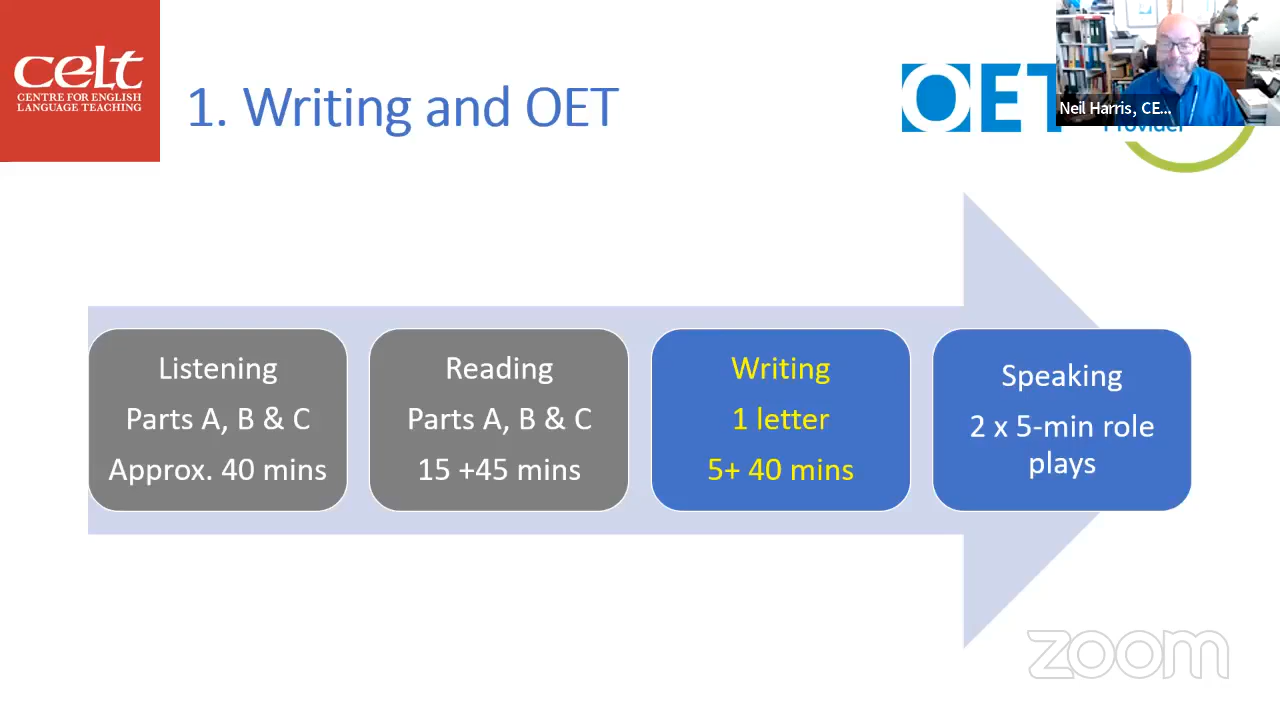 celt
CENTRE FOR ENGLISH
LANGUAGE TEACHING
1. Writing and OET
OET
Provider
Neil Harris, CE...
Listening
Parts A, B & C
Approx. 40 mins
Reading
Parts A, B & C
15 +45 mins
Writing
1 letter
5+ 40 mins
Speaking
2 x 5-min role
plays
zoom